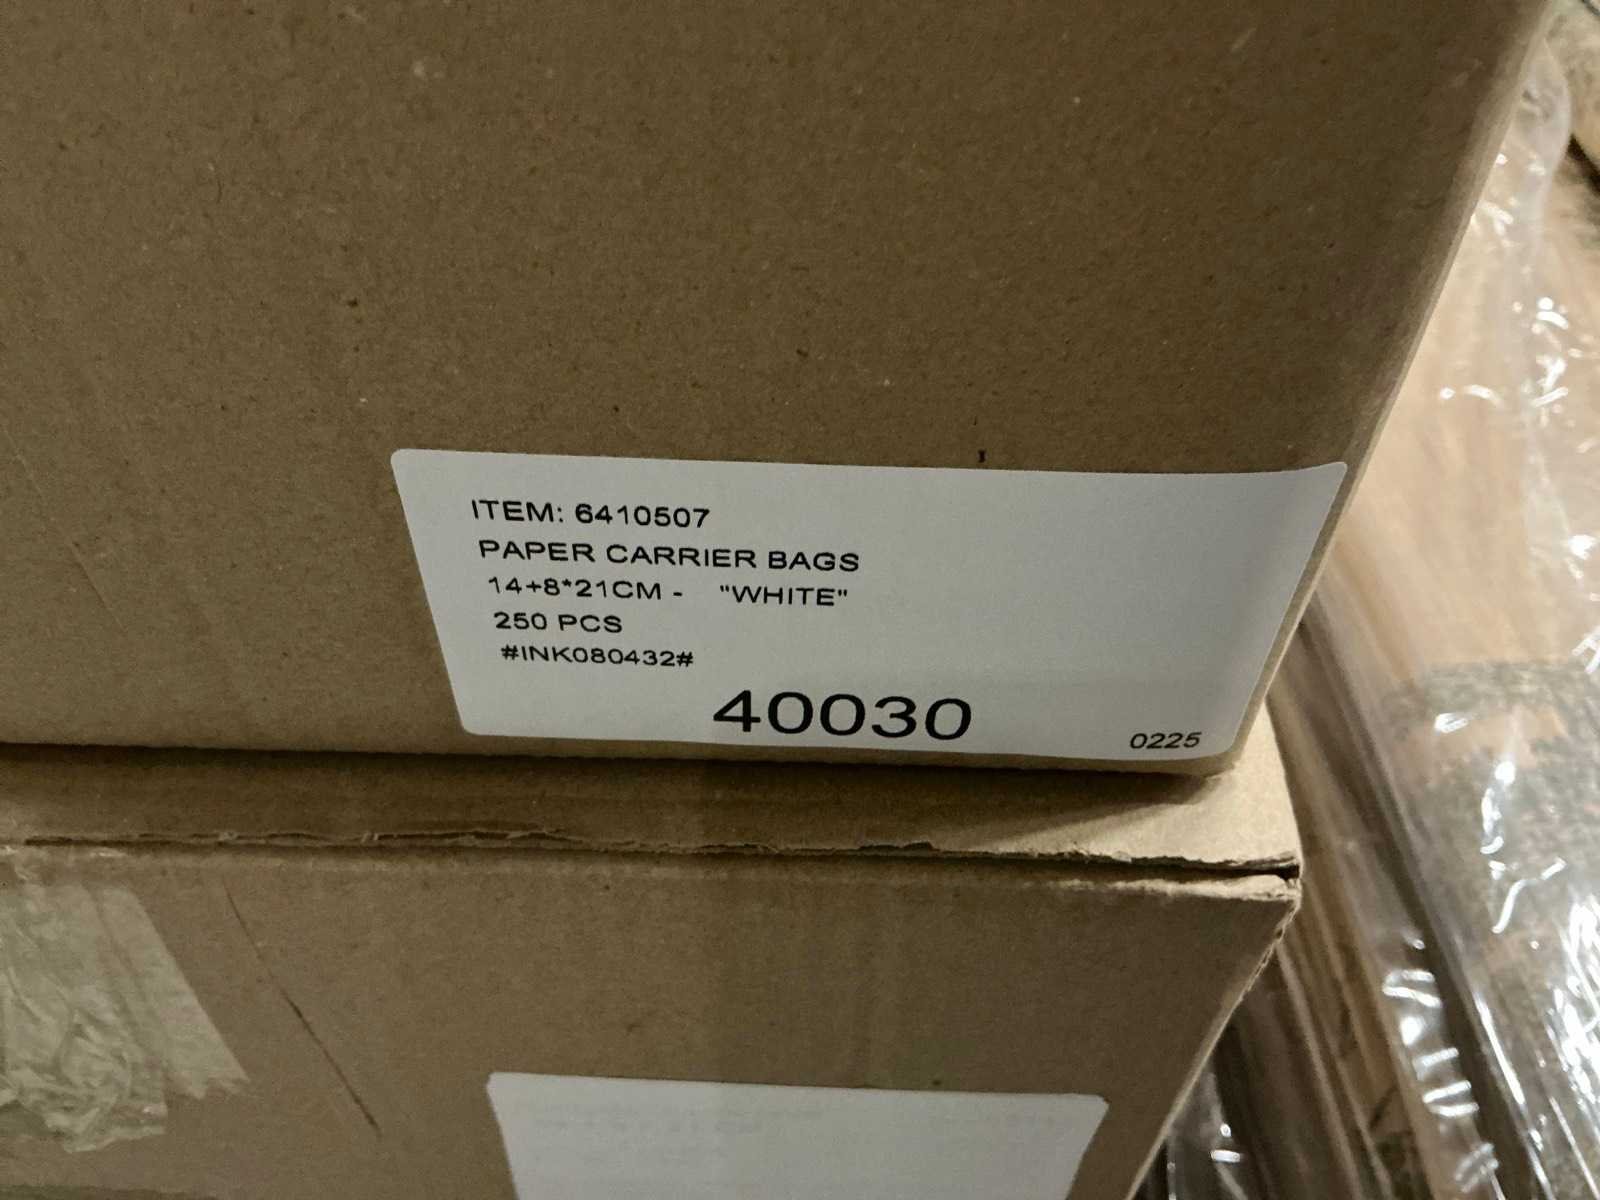 ITEM: 6410507
PAPER CARRIER BAGS
14+8*21CM - "WHITE"
250 PCS
#INK080432#
40030
0225